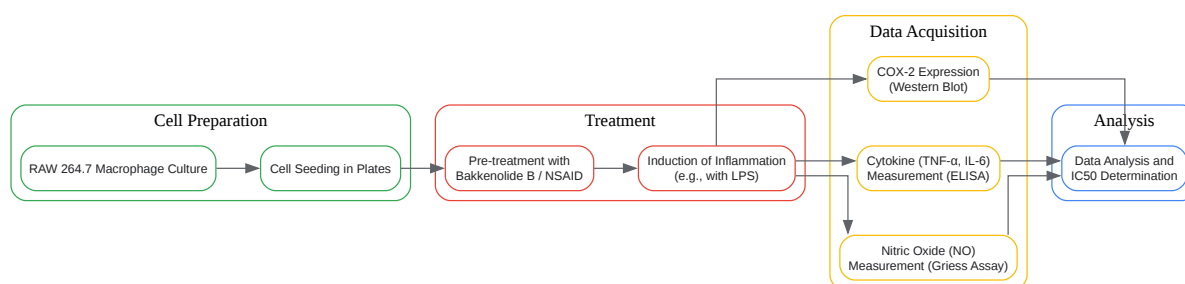 Data Acquisition
COX-2 Expression
(Western Blot)
Cell Preparation
Treatment
Analysis
RAW 264.7 Macrophage Culture
Cell Seeding in Plates
Pre-treatment with
Bakkenolide B / NSAID
Induction of Inflammation
(e.g., with LPS)
Cytokine (TNF-α, IL-6)
Measurement (ELISA)
Data Analysis and
IC50 Determination
Nitric Oxide (NO)
Measurement (Griess Assay)